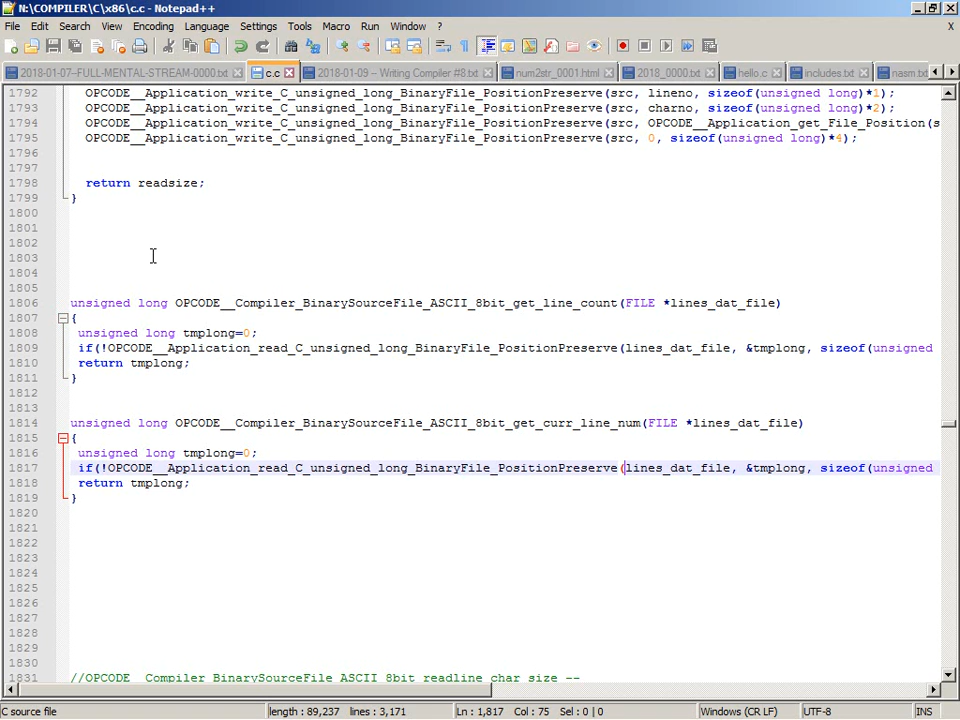 N:\COMPILER\C\x86\c.c - Notepad++
File Edit Search View Encoding Language Settings Tools Macro Run Window ? X
2018-01-07-FULL-MENTAL-STREAM-0000.txt c.c 2018-01-09 -- Writing Compiler #8.txt num2str_0001.html 2018_0000.txt hello.c includes.txt nasm.tx
1792 OPCODE__Application_write_C_unsigned_long_BinaryFile_PositionPreserve(src, lineno, sizeof(unsigned long)*1);
1793 OPCODE__Application_write_C_unsigned_long_BinaryFile_PositionPreserve(src, charno, sizeof(unsigned long)*2);
1794 OPCODE__Application_write_C_unsigned_long_BinaryFile_PositionPreserve(src, OPCODE__Application_get_File_Position(s
1795 OPCODE__Application_write_C_unsigned_long_BinaryFile_PositionPreserve(src, 0, sizeof(unsigned long)*4);
1796
1797
1798 return readsize;
1799 }
1800
1801
1802
1803
1804
1805
1806 unsigned long OPCODE__Compiler_BinarySourceFile_ASCII_8bit_get_line_count(FILE *lines_dat_file)
1807 {
1808 unsigned long tmplong=0;
1809 if(!OPCODE__Application_read_C_unsigned_long_BinaryFile_PositionPreserve(lines_dat_file, &tmplong, sizeof(unsigned
1810 return tmplong;
1811 }
1812
1813
1814 unsigned long OPCODE__Compiler_BinarySourceFile_ASCII_8bit_get_curr_line_num(FILE *lines_dat_file)
1815 {
1816 unsigned long tmplong=0;
1817 if(!OPCODE__Application_read_C_unsigned_long_BinaryFile_PositionPreserve(lines_dat_file, &tmplong, sizeof(unsigned
1818 return tmplong;
1819 }
1820
1821
1822
1823
1824
1825
1826
1827
1828
1829
1830
1831 //OPCODE__Compiler_BinarySourceFile_ASCII_8bit_readline_char_size --
C source file length : 89,237 lines : 3,171 Ln : 1,817 Col : 75 Sel : 0 | 0 Windows (CR LF) UTF-8 INS